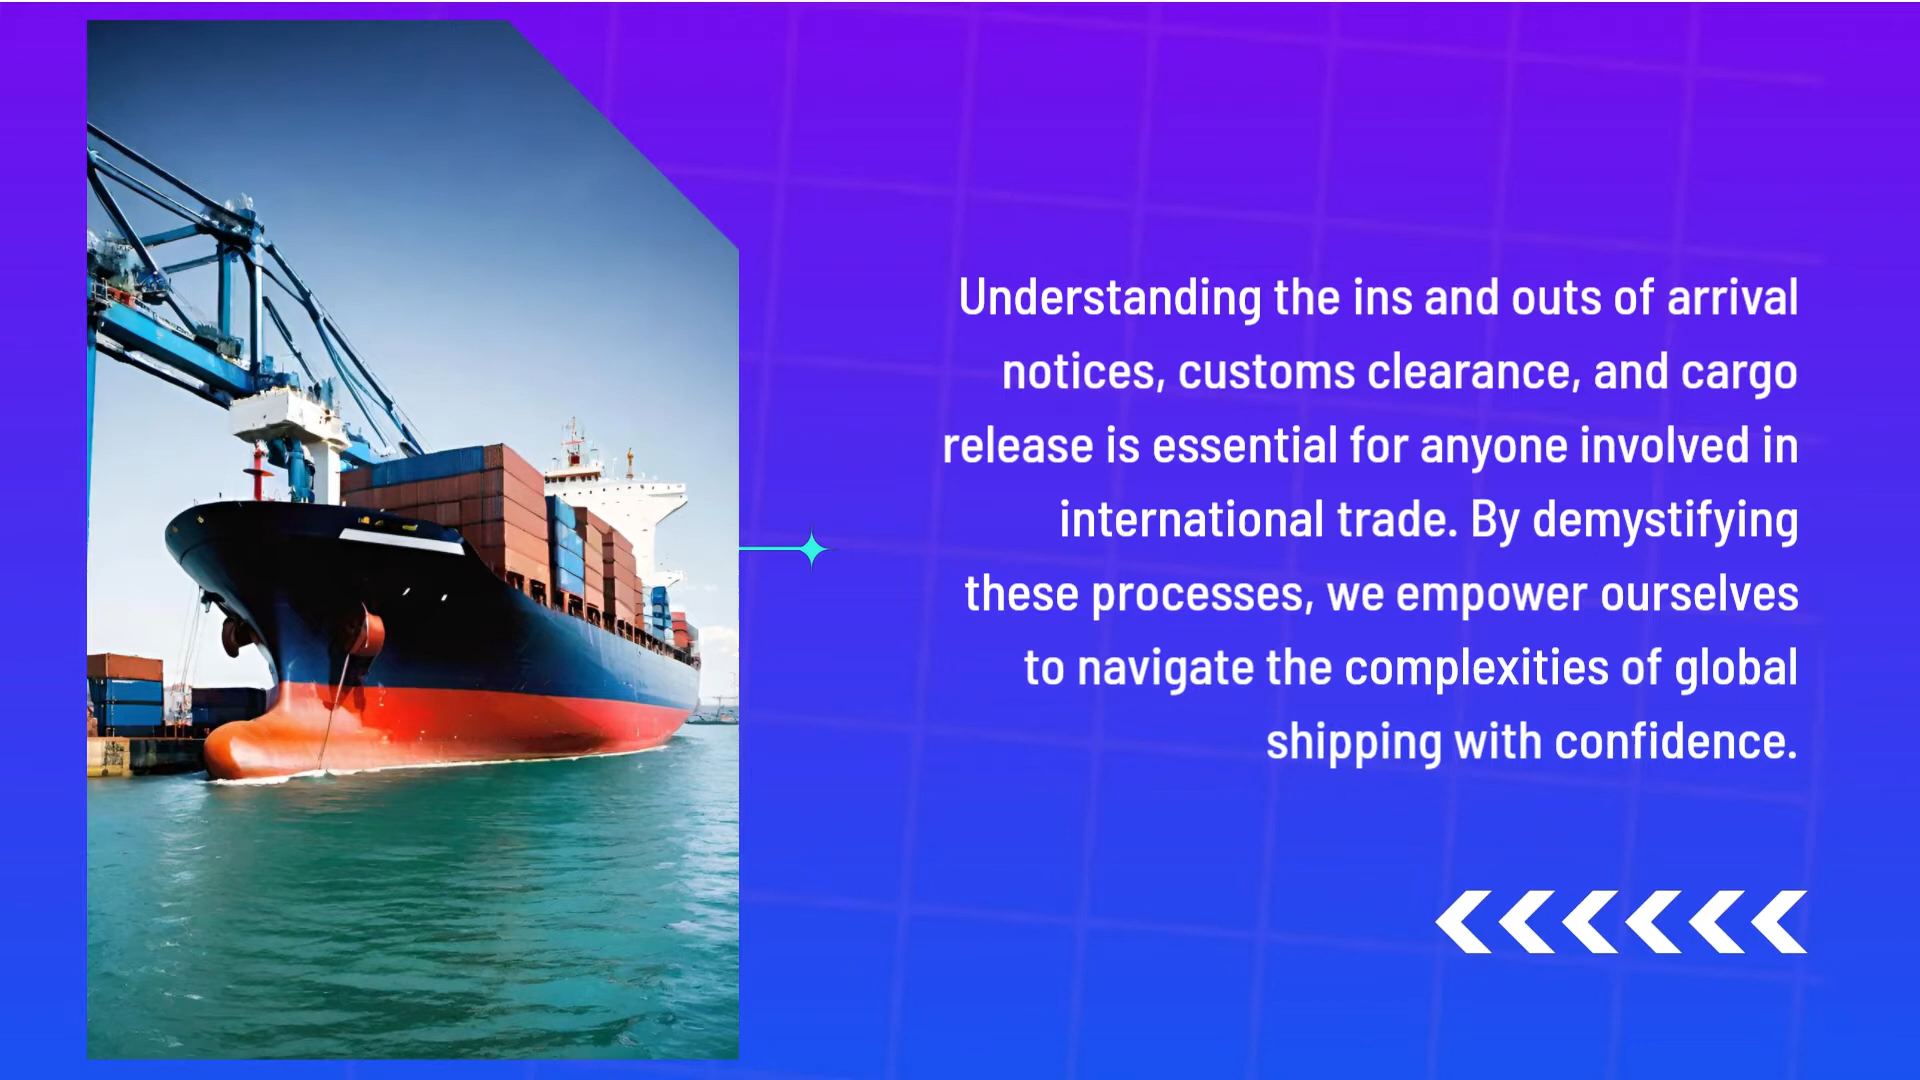 Understanding the ins and outs of arrival
notices, customs clearance, and cargo
release is essential for anyone involved in
international trade. By demystifying
these processes, we empower ourselves
to navigate the complexities of global
shipping with confidence.